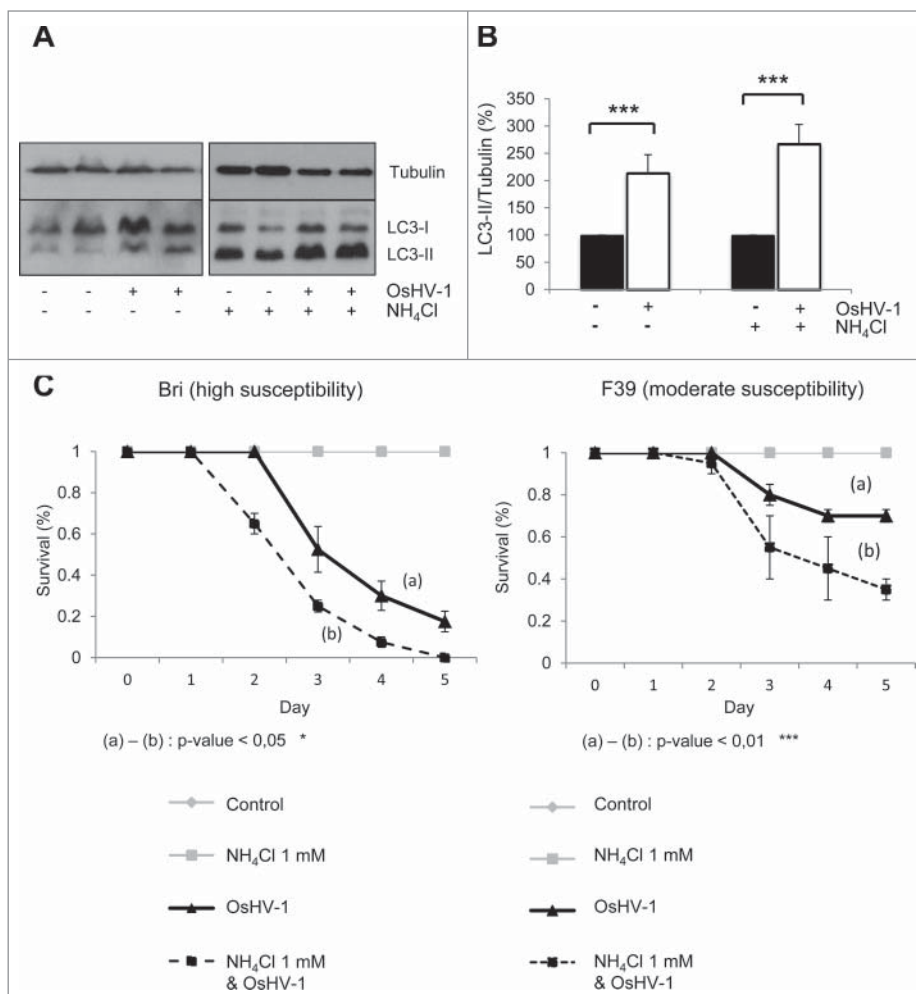 A
Tubulin
LC3-I
LC3-II
- - + + - - + + OsHV-1
- - - - + + + + NH₄Cl
B
*** ***
LC3-II/Tubulin (%)
350
300
250
200
150
100
50
0
- + - + OsHV-1
- - + + NH₄Cl
C
Bri (high susceptibility)
Survival (%)
1
0.8
0.6
0.4
0.2
0
(a)
(b)
0 1 2 3 4 5
Day
(a) – (b) : p-value < 0,05 *
Control
NH₄Cl 1 mM
OsHV-1
NH₄Cl 1 mM
& OsHV-1
F39 (moderate susceptibility)
Survival (%)
1
0.8
0.6
0.4
0.2
0
(a)
(b)
0 1 2 3 4 5
Day
(a) – (b) : p-value < 0,01 ***
Control
NH₄Cl 1 mM
OsHV-1
NH₄Cl 1 mM
& OsHV-1